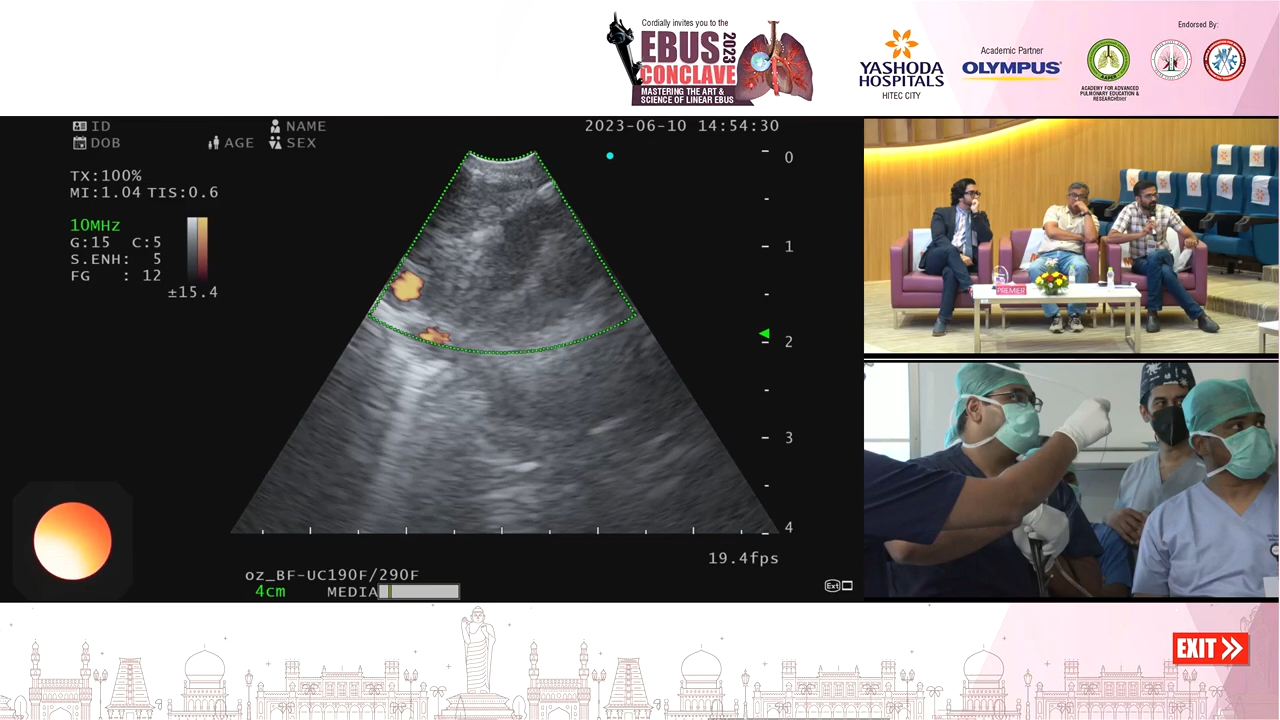 Cordially invites you to the
EBUS 2023
CONCLAVE
MASTERING THE ART &
SCIENCE OF LINEAR EBUS
YASHODA
HOSPITALS
HITEC CITY
Academic Partner
OLYMPUS
Endorsed By:
ACADEMY FOR ADVANCED
PULMONARY EDUCATION &
ID
NAME
DOB
AGE
SEX
2023-06-10 14:54:30
TX:100%
MI:1.04 TIS:0.6
10MHz
G:15 C:5
S.ENH: 5
FG : 12
±15.4
0
1
2
3
4
19.4fps
oz_BF-UC190F/290F
4cm MEDIA
Ext
PREMIER
EXIT